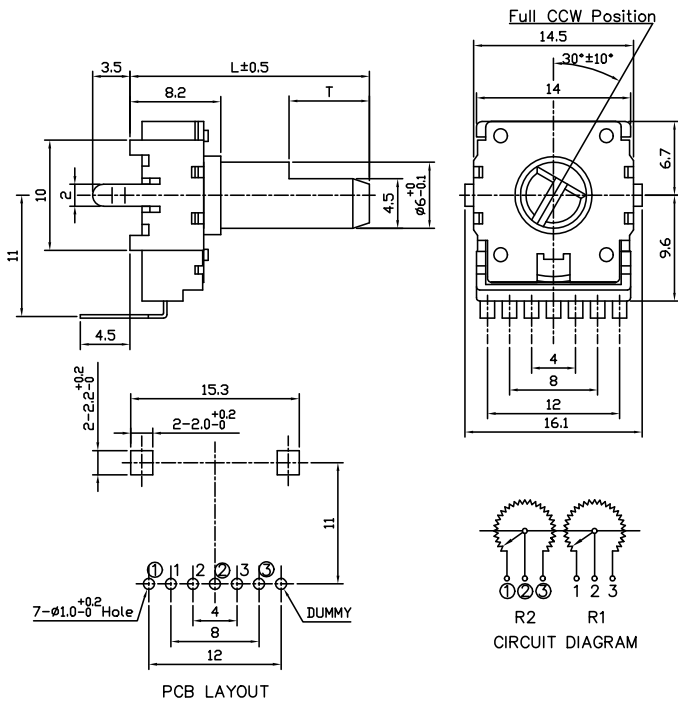 Full CCW Position
14.5
30°±10°
14
6.7
9.6
4
8
12
16.1
3.5
L±0.5
8.2
T
10
2
11
4.5
4.5
ø6+0-0.1
15.3
2-2.2+0.2-0
2-2.0+0.2-0
11
① 1 2 ② 3 ③
7-ø1.0+0.2-0 Hole
DUMMY
4
8
12
PCB LAYOUT
① ② ③ 1 2 3
R2 R1
CIRCUIT DIAGRAM